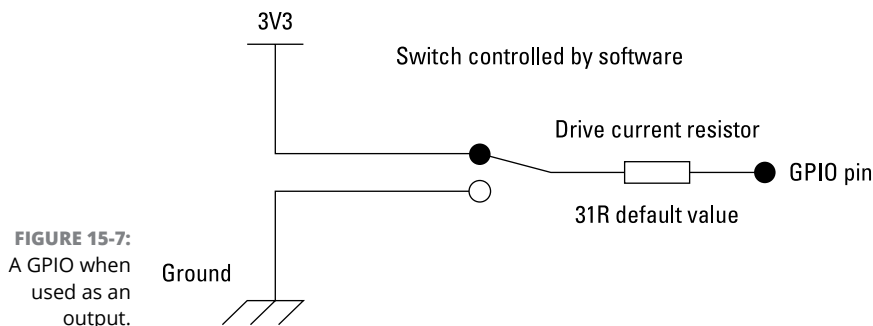 3V3
Switch controlled by software
Drive current resistor
GPIO pin
31R default value
FIGURE 15-7:
A GPIO when
used as an
output.
Ground